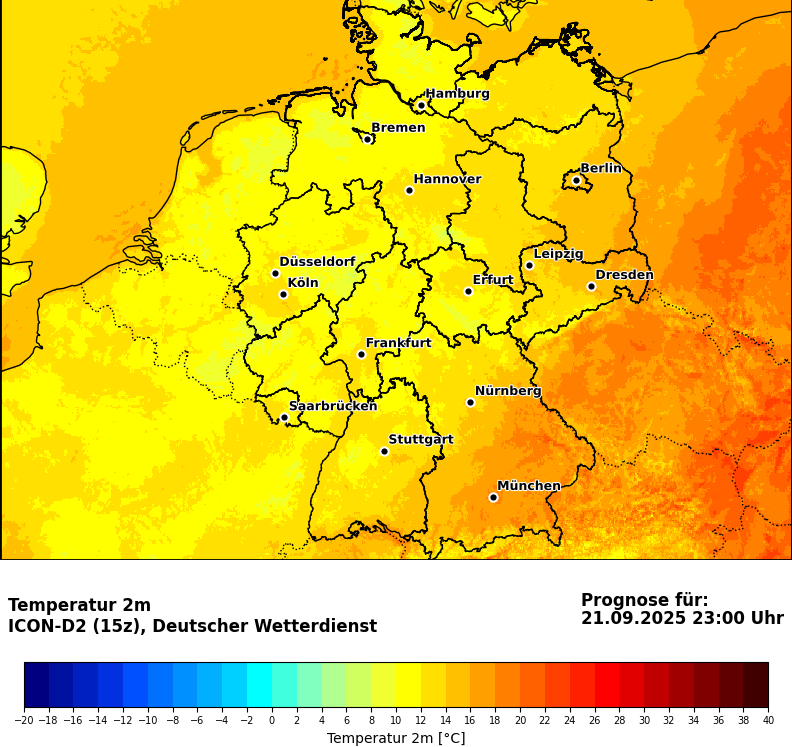 Hamburg
Bremen
Berlin
Hannover
Leipzig
Düsseldorf
Dresden
Köln
Erfurt
Frankfurt
Nürnberg
Saarbrücken
Stuttgart
München
Temperatur 2m
ICON-D2 (15z), Deutscher Wetterdienst
Prognose für:
21.09.2025 23:00 Uhr
−20 −18 −16 −14 −12 −10 −8 −6 −4 −2 0 2 4 6 8 10 12 14 16 18 20 22 24 26 28 30 32 34 36 38 40
Temperatur 2m [°C]